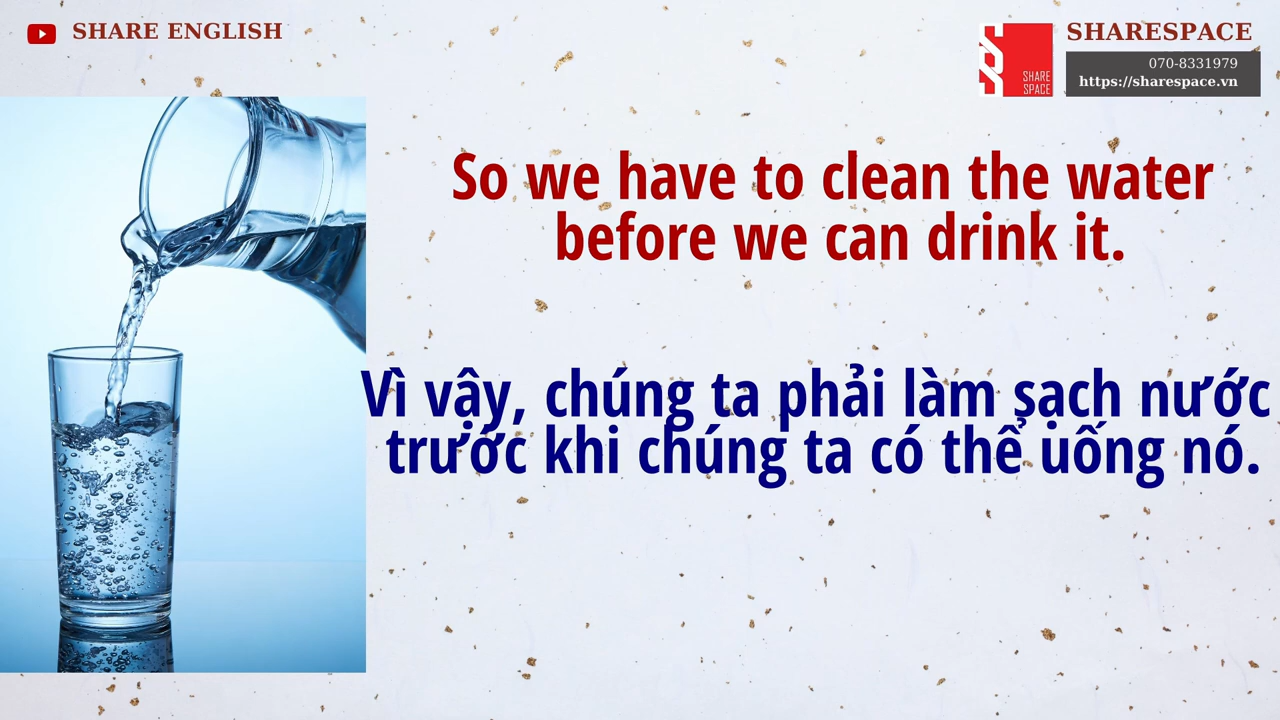 SHARE ENGLISH
SHARESPACE
070-8331979
https://sharespace.vn
SHARE
SPACE
So we have to clean the water
before we can drink it.
Vì vậy, chúng ta phải làm sạch nước
trước khi chúng ta có thể uống nó.